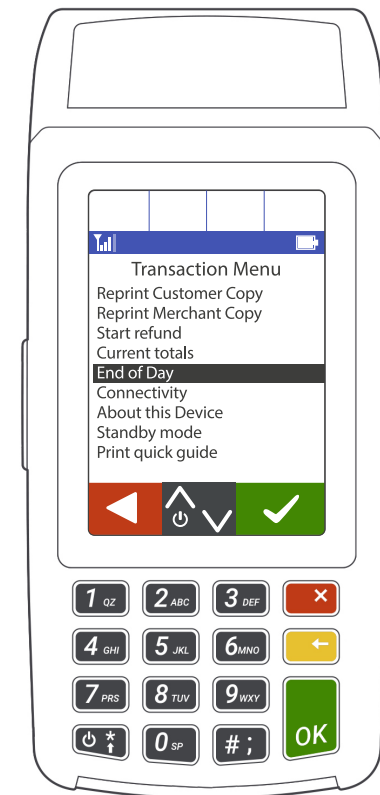 Transaction Menu
Reprint Customer Copy
Reprint Merchant Copy
Start refund
Current totals
End of Day
Connectivity
About this Device
Standby mode
Print quick guide
1 QZ 2 ABC 3 DEF ×
4 GHI 5 JKL 6 MNO
7 PRS 8 TUV 9 WXY
* 0 SP # ; OK